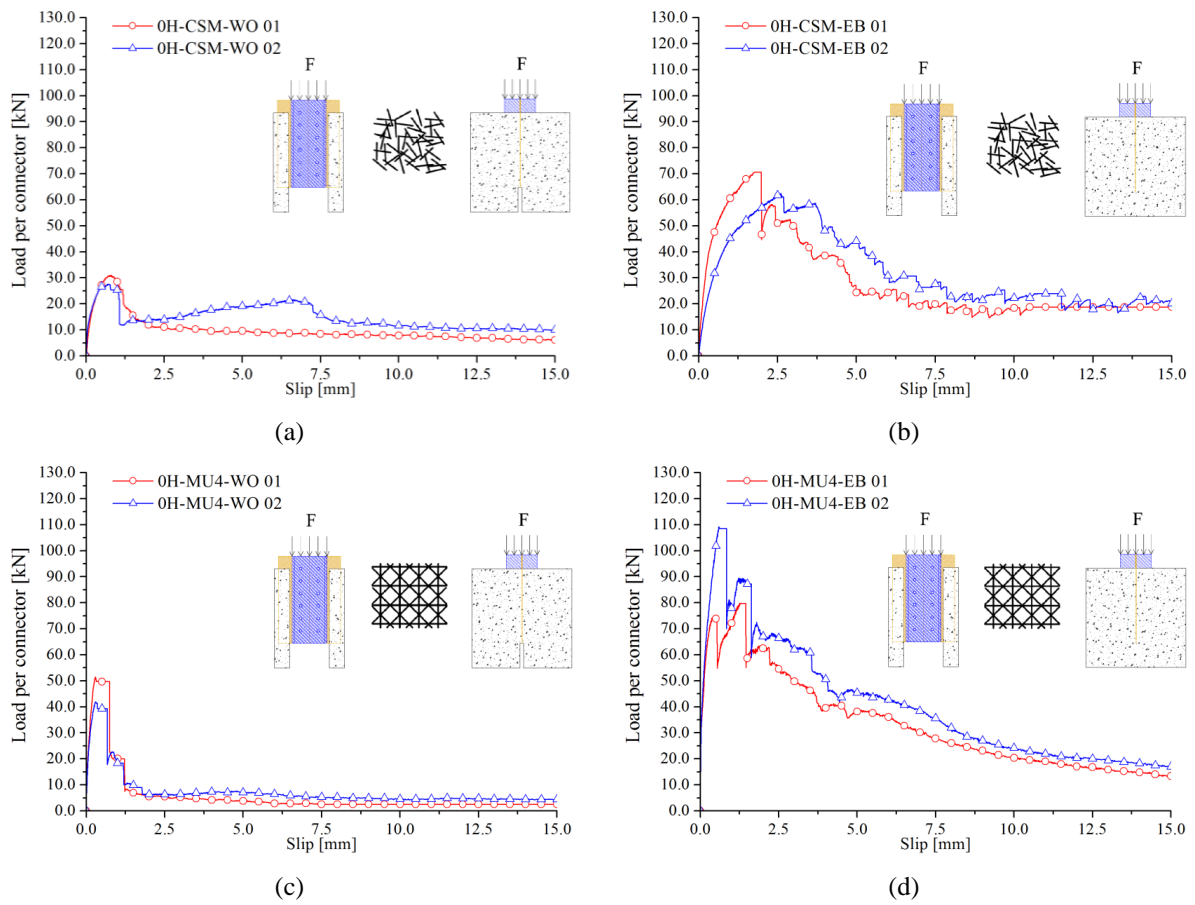 0H-CSM-WO 01
0H-CSM-WO 02
F
F
Load per connector [kN]
130.0
120.0
110.0
100.0
90.0
80.0
70.0
60.0
50.0
40.0
30.0
20.0
10.0
0.0
0.0 2.5 5.0 7.5 10.0 12.5 15.0
Slip [mm]
(a)
0H-CSM-EB 01
0H-CSM-EB 02
F
F
Load per connector [kN]
130.0
120.0
110.0
100.0
90.0
80.0
70.0
60.0
50.0
40.0
30.0
20.0
10.0
0.0
0.0 2.5 5.0 7.5 10.0 12.5 15.0
Slip [mm]
(b)
0H-MU4-WO 01
0H-MU4-WO 02
F
F
Load per connector [kN]
130.0
120.0
110.0
100.0
90.0
80.0
70.0
60.0
50.0
40.0
30.0
20.0
10.0
0.0
0.0 2.5 5.0 7.5 10.0 12.5 15.0
Slip [mm]
(c)
0H-MU4-EB 01
0H-MU4-EB 02
F
F
Load per connector [kN]
130.0
120.0
110.0
100.0
90.0
80.0
70.0
60.0
50.0
40.0
30.0
20.0
10.0
0.0
0.0 2.5 5.0 7.5 10.0 12.5 15.0
Slip [mm]
(d)